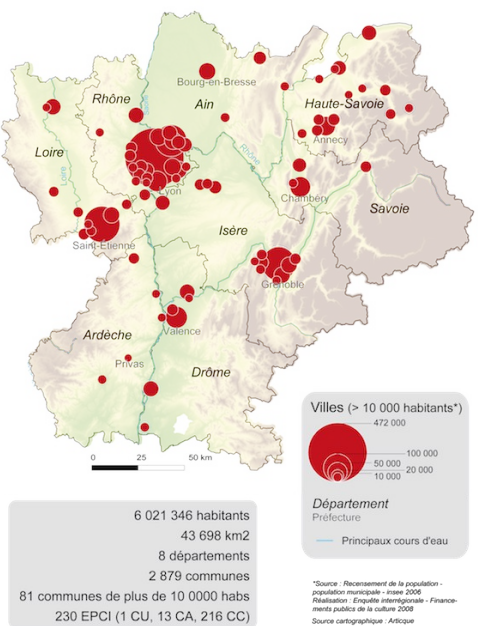 Bourg-en-Bresse
Rhône
Ain
Haute-Savoie
Annecy
Loire
Loire
Rhône
Lyon
Chambéry
Savoie
Isère
Saint-Etienne
Grenoble
Ardèche
Valence
Privas
Drôme
0 25 50 km
Villes (> 10 000 habitants*)
472 000
100 000
50 000
20 000
10 000
Département
Préfecture
Principaux cours d'eau
6 021 346 habitants
43 698 km2
8 départements
2 879 communes
81 communes de plus de 10 0000 habs
230 EPCI (1 CU, 13 CA, 216 CC)
*Source : Recensement de la population -
population municipale - insee 2006
Réalisation : Enquête interrégionale - Finance-
ments publics de la culture 2008
Source cartographique : Articque